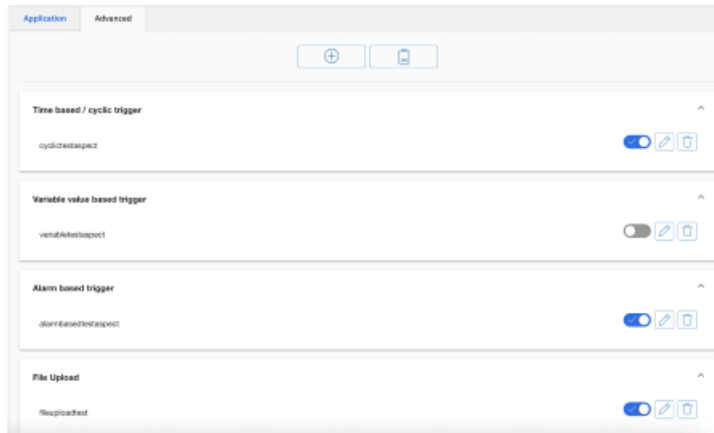 Application
Advanced
Time based / cyclic trigger
cyclictestaspect
Variable value based trigger
variabletestaspect
Alarm based trigger
alarmbasedtestaspect
File Upload
fileuploadtest